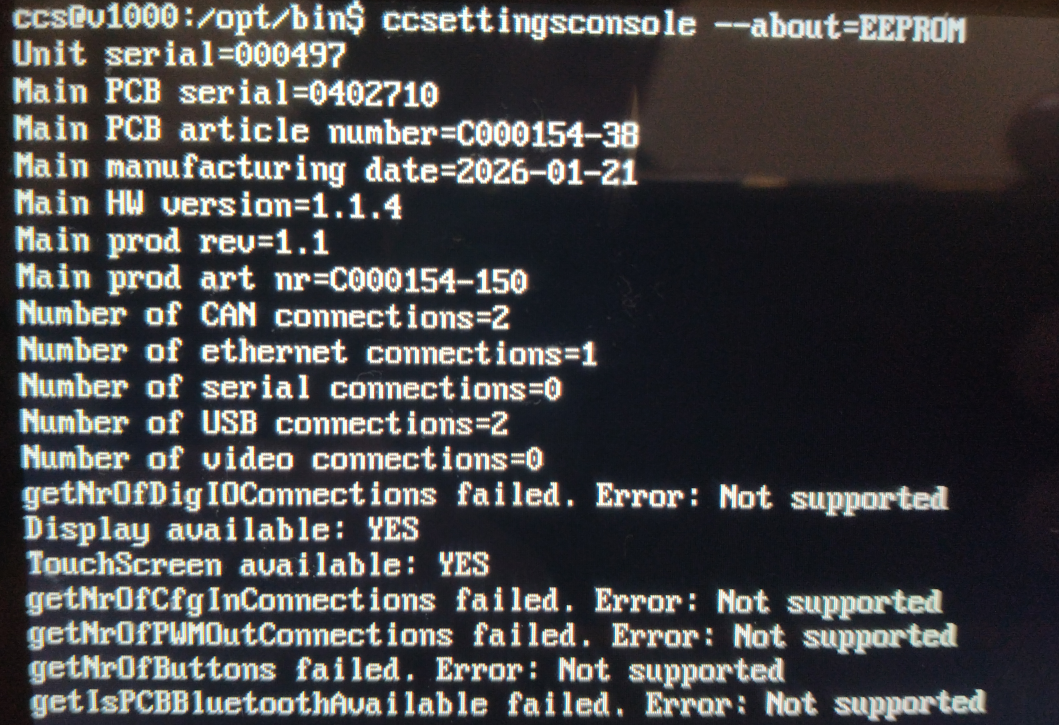 ccs@v1000:/opt/bin$ ccsettingsconsole --about=EEPROM
Unit serial=000497
Main PCB serial=0402710
Main PCB article number=C000154-38
Main manufacturing date=2026-01-21
Main HW version=1.1.4
Main prod rev=1.1
Main prod art nr=C000154-150
Number of CAN connections=2
Number of ethernet connections=1
Number of serial connections=0
Number of USB connections=2
Number of video connections=0
getNrOfDigIOConnections failed. Error: Not supported
Display available: YES
TouchScreen available: YES
getNrOfCfgInConnections failed. Error: Not supported
getNrOfPWMOutConnections failed. Error: Not supported
getNrOfButtons failed. Error: Not supported
getIsPCBBluetoothAvailable failed. Error: Not supported